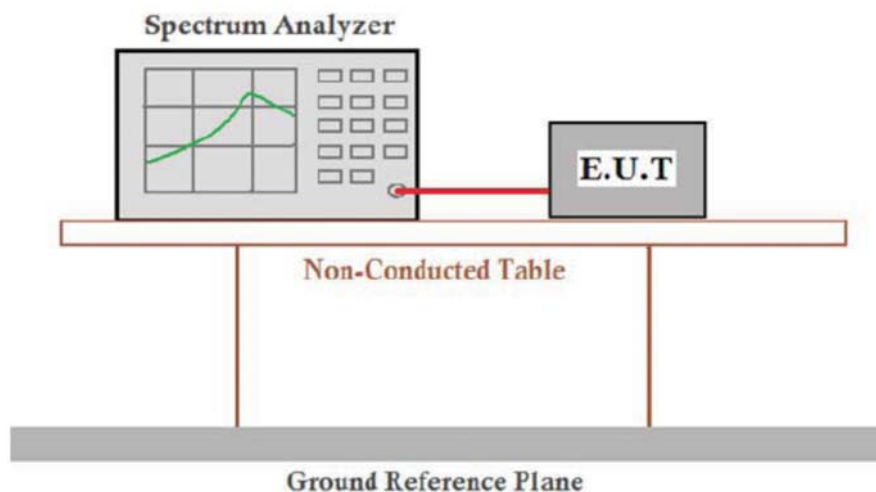 Spectrum Analyzer
E.U.T
Non-Conducted Table
Ground Reference Plane